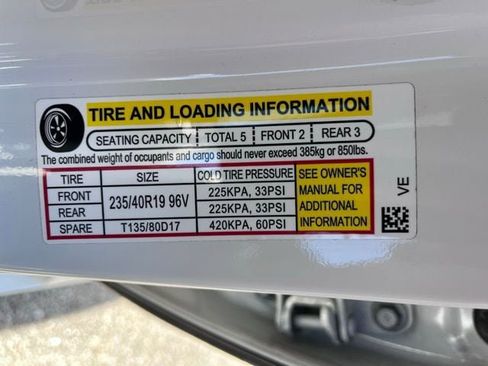 TIRE AND LOADING INFORMATION
SEATING CAPACITY | TOTAL 5 | FRONT 2 | REAR 3
The combined weight of occupants and cargo should never exceed 385kg or 850lbs.
TIRE SIZE COLD TIRE PRESSURE SEE OWNER'S MANUAL FOR ADDITIONAL INFORMATION
FRONT 235/40R19 96V 225KPA, 33PSI
REAR 225KPA, 33PSI
SPARE T135/80D17 420KPA, 60PSI
VE